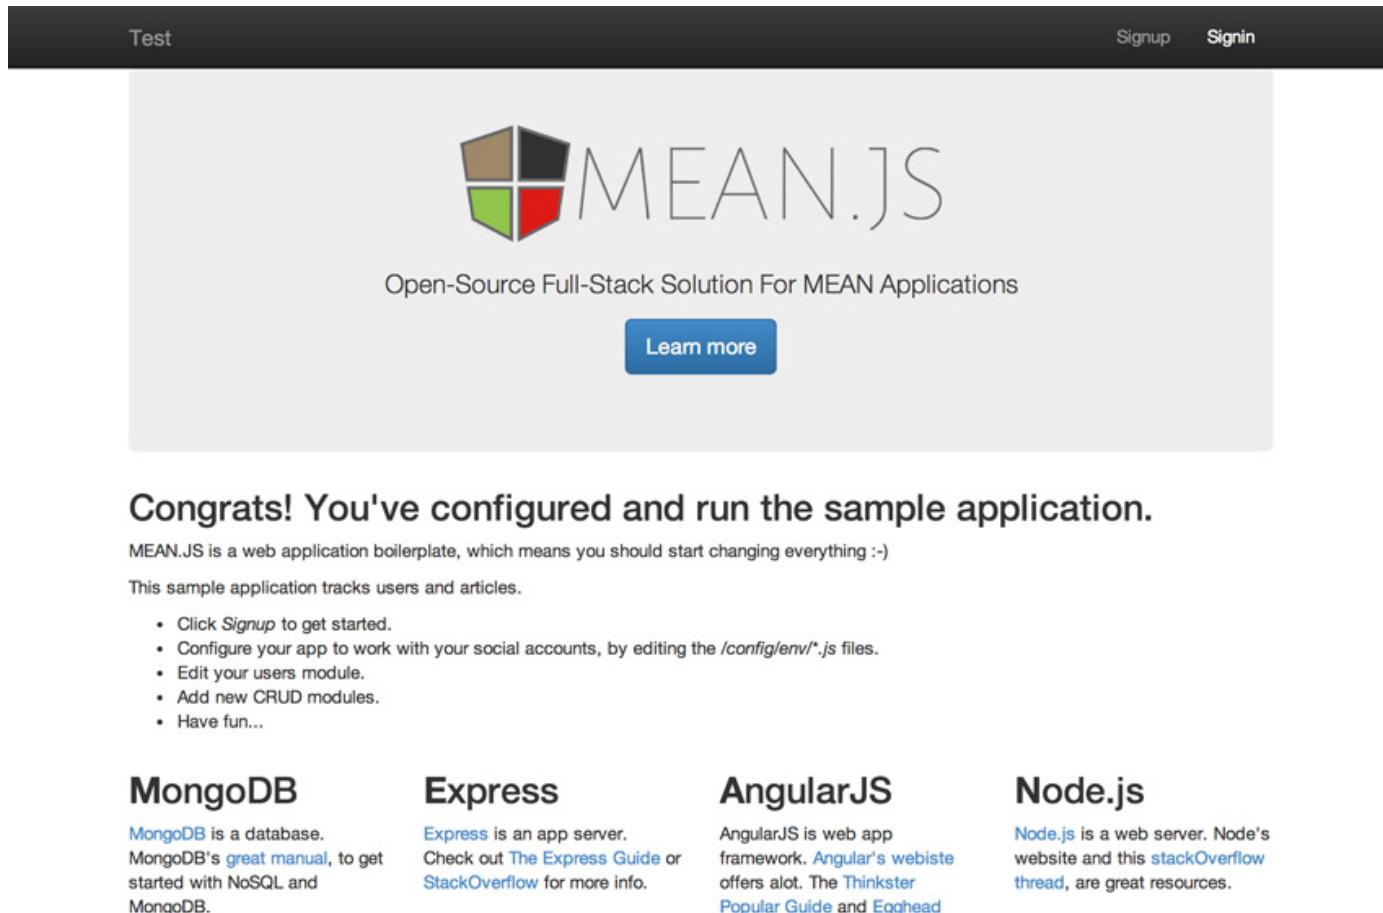 Test
Signup Signin
MEAN.JS
Open-Source Full-Stack Solution For MEAN Applications
Learn more
Congrats! You've configured and run the sample application.
MEAN.JS is a web application boilerplate, which means you should start changing everything :-)
This sample application tracks users and articles.
• Click Signup to get started.
• Configure your app to work with your social accounts, by editing the /config/env/*.js files.
• Edit your users module.
• Add new CRUD modules.
• Have fun...
MongoDB
MongoDB is a database.
MongoDB's great manual, to get
started with NoSQL and
MongoDB.
Express
Express is an app server.
Check out The Express Guide or
StackOverflow for more info.
AngularJS
AngularJS is web app
framework. Angular's webiste
offers alot. The Thinkster
Popular Guide and Egghead
Node.js
Node.js is a web server. Node's
website and this stackOverflow
thread, are great resources.